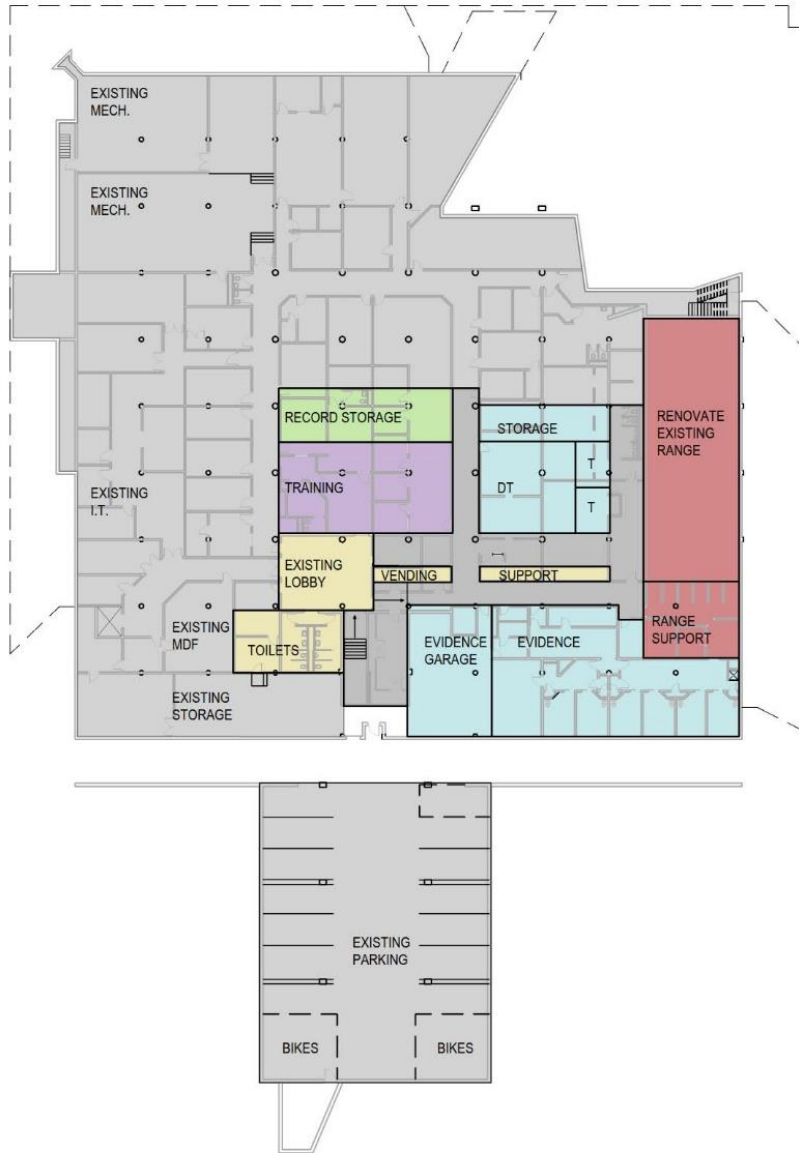 EXISTING
MECH.
EXISTING
MECH.
RECORD STORAGE
STORAGE
RENOVATE
EXISTING
RANGE
TRAINING
DT
T
T
EXISTING
I.T.
EXISTING
LOBBY
VENDING
SUPPORT
EXISTING
MDF
TOILETS
EVIDENCE
GARAGE
EVIDENCE
RANGE
SUPPORT
EXISTING
STORAGE
EXISTING
PARKING
BIKES
BIKES